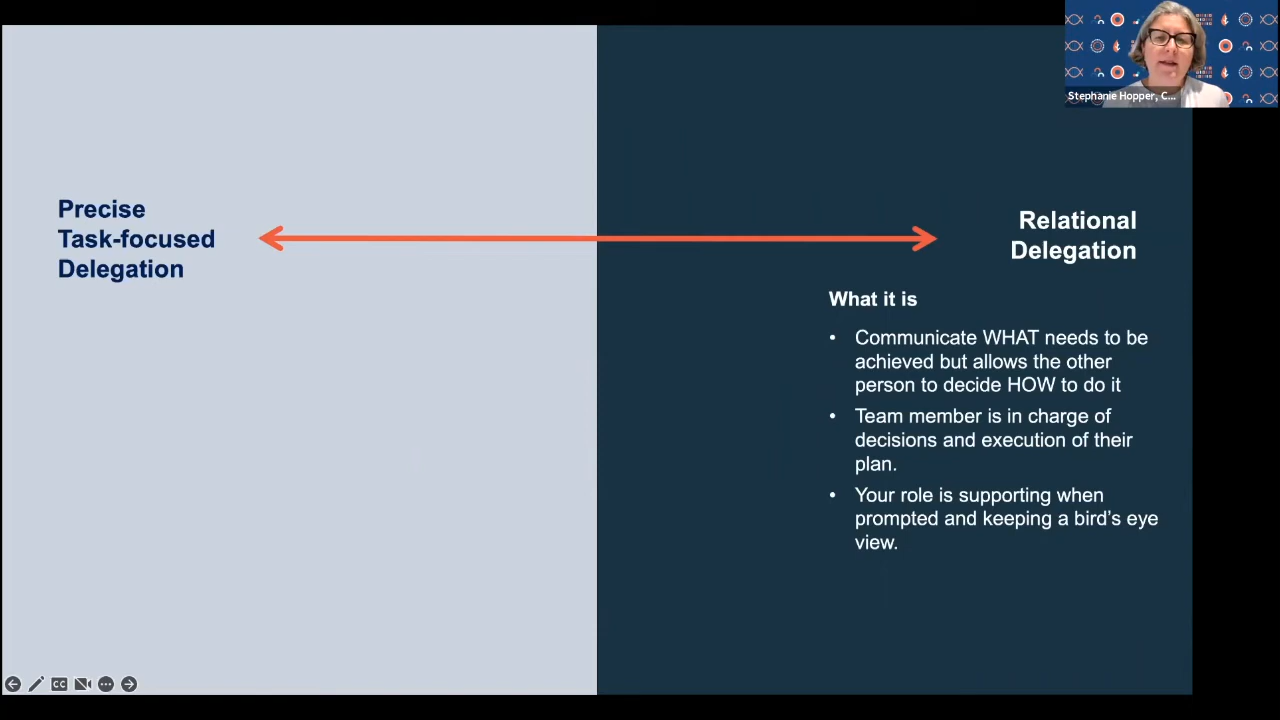 Stephanie Hopper, C...
Precise
Task-focused
Delegation
Relational
Delegation
What it is
• Communicate WHAT needs to be
achieved but allows the other
person to decide HOW to do it
• Team member is in charge of
decisions and execution of their
plan.
• Your role is supporting when
prompted and keeping a bird’s eye
view.
CC